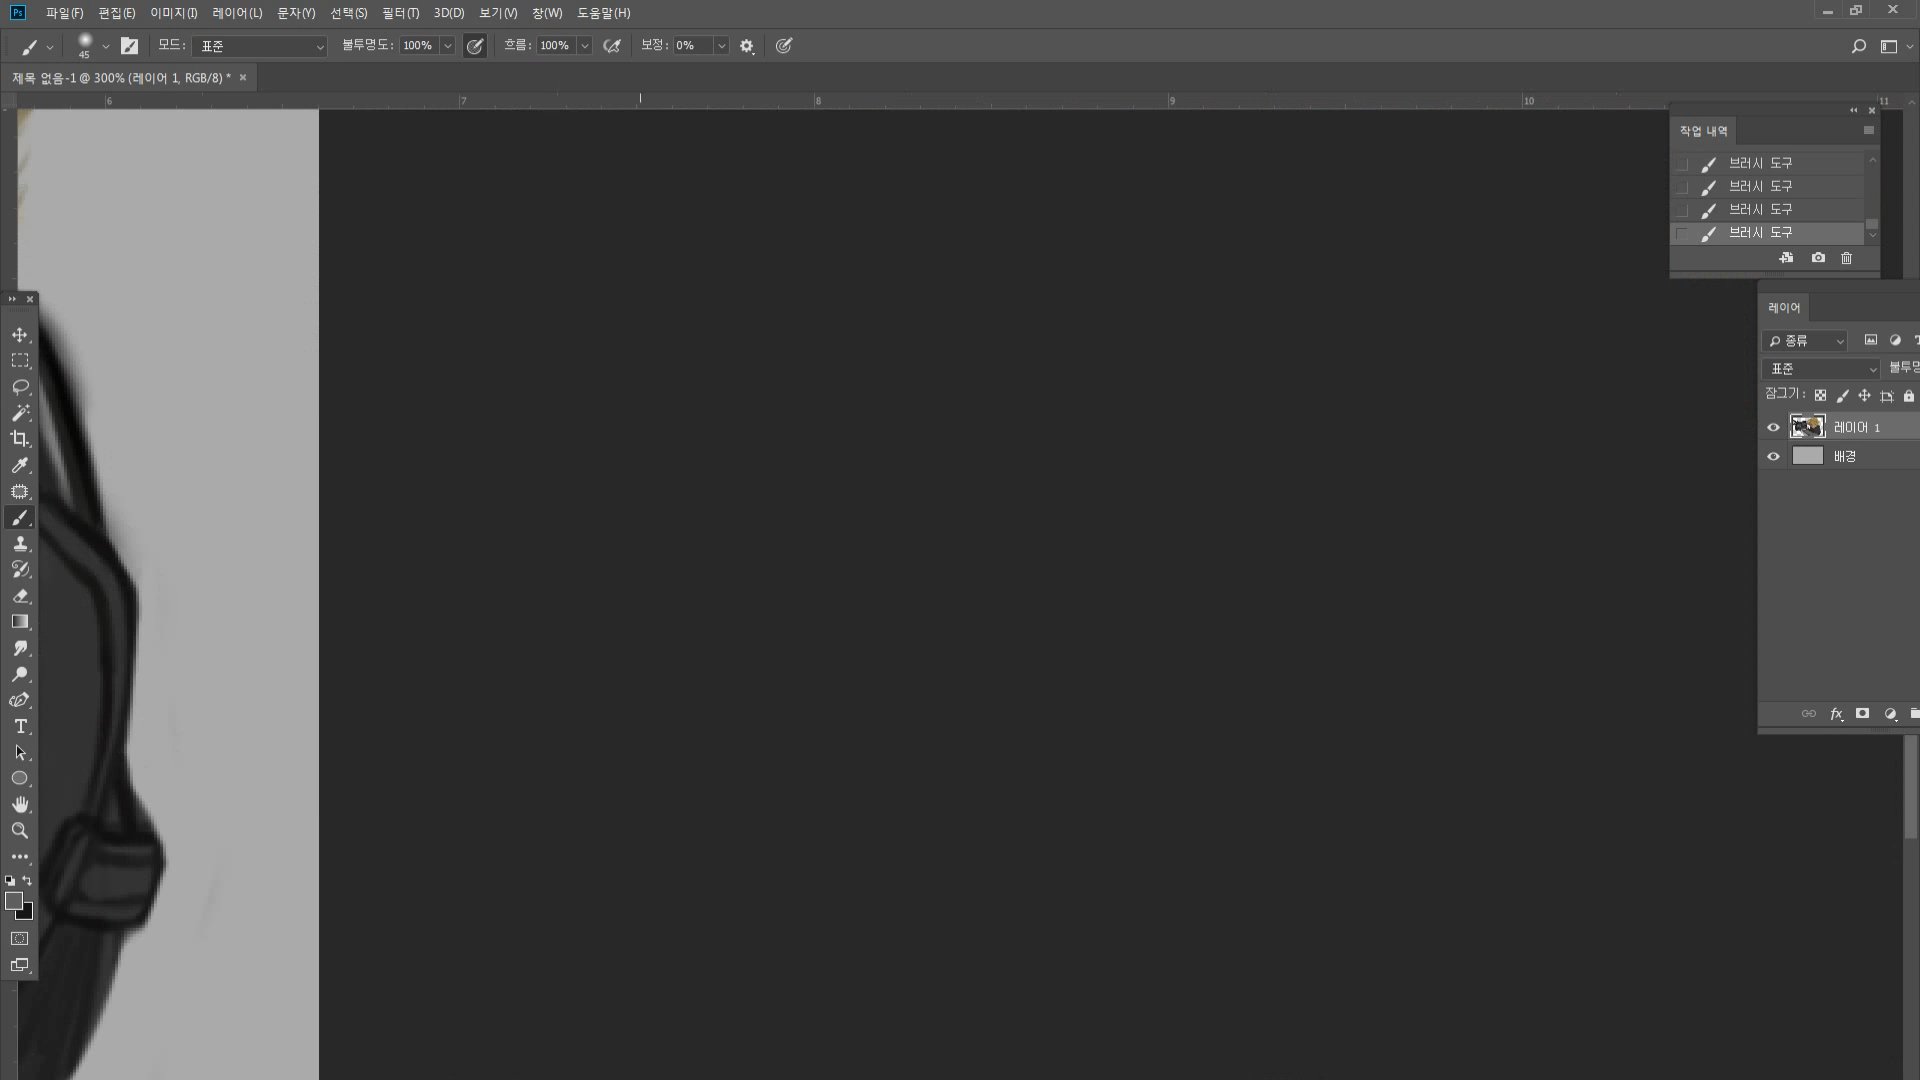 Ps 파일(F) 편집(E) 이미지(I) 레이어(L) 문자(Y) 선택(S) 필터(T) 3D(D) 보기(V) 창(W) 도움말(H)
45 모드: 표준 불투명도: 100% 흐름: 100% 보정: 0%
제목 없음-1 @ 300% (레이어 1, RGB/8) *
6 7 8 9 10 11
작업 내역
브러시 도구
브러시 도구
브러시 도구
브러시 도구
레이어
종류
표준 불투명
잠그기:
레이어 1
배경
fx